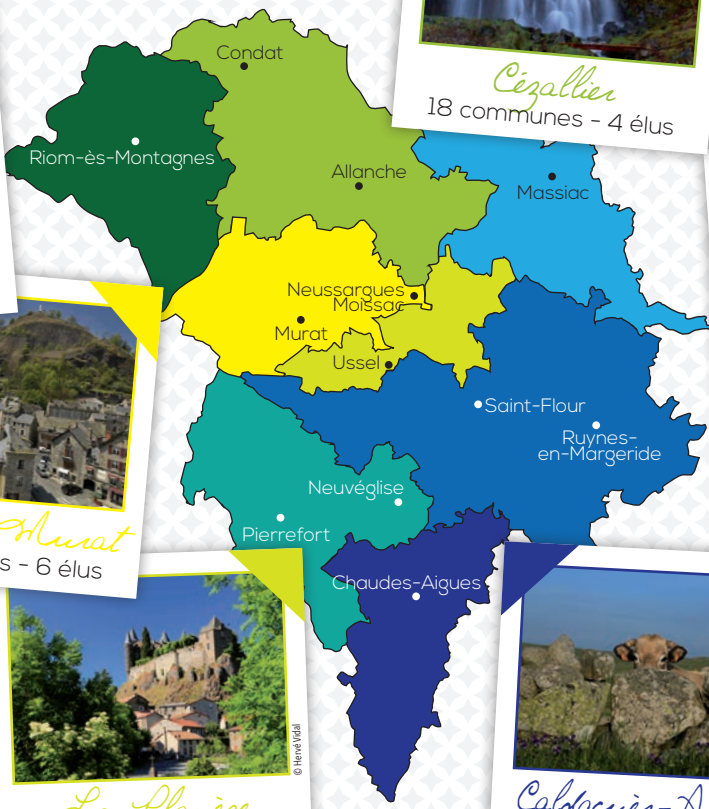 Cézallier
18 communes - 4 élus
Condat
Riom-ès-Montagnes
Allanche
Massiac
Neussargues
Moissac
Murat
Ussel
Saint-Flour
Ruynes-
en-Margeride
Neuvéglise
Pierrefort
Chaudes-Aigues
Murat
s - 6 élus
© Hervé Vidal